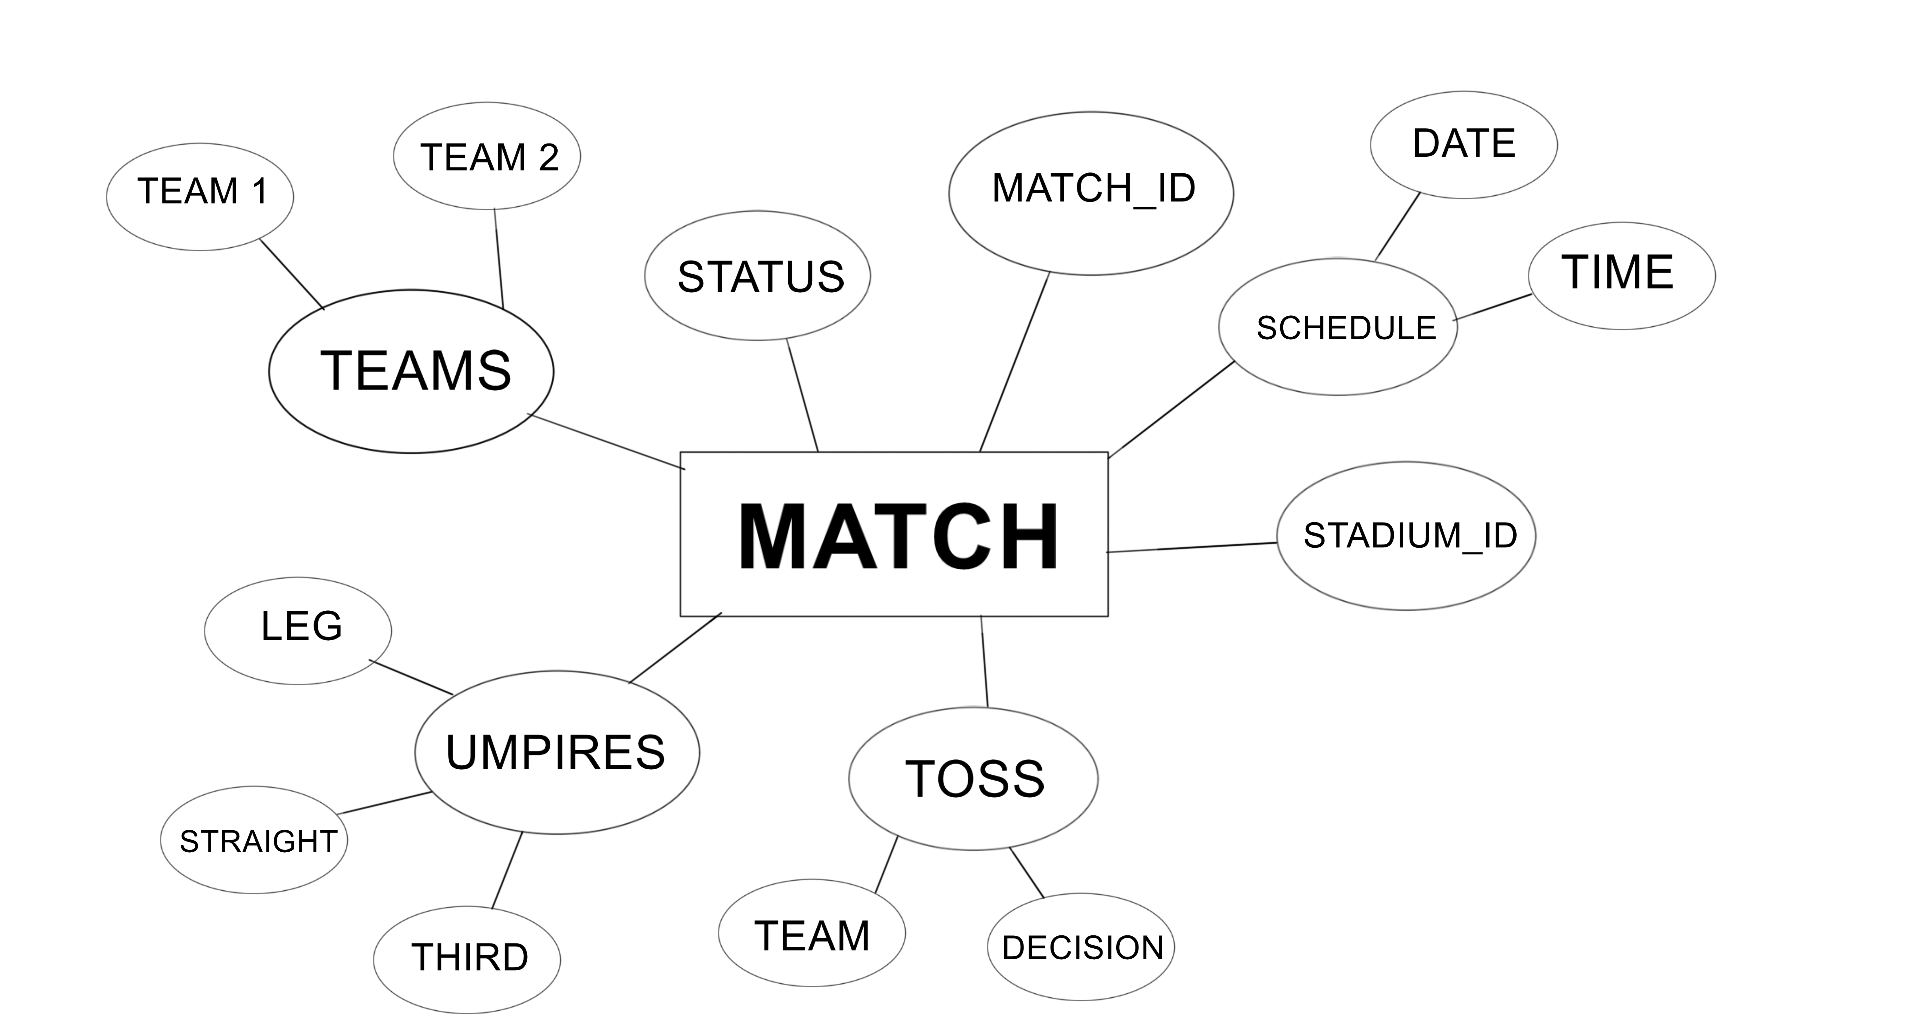 DATE
TEAM 2
TEAM 1
MATCH_ID
TIME
STATUS
SCHEDULE
TEAMS
MATCH
STADIUM_ID
LEG
UMPIRES
TOSS
STRAIGHT
TEAM
DECISION
THIRD